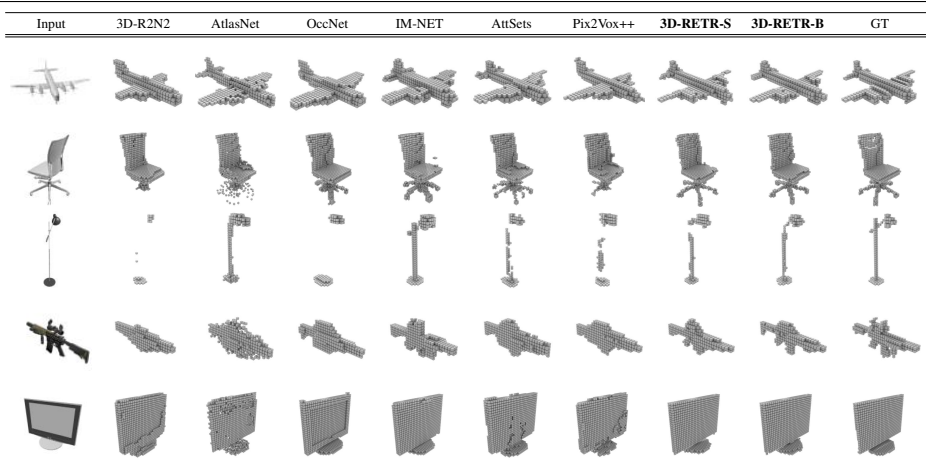 Input 3D-R2N2 AtlasNet OccNet IM-NET AttSets Pix2Vox++ 3D-RETR-S 3D-RETR-B GT